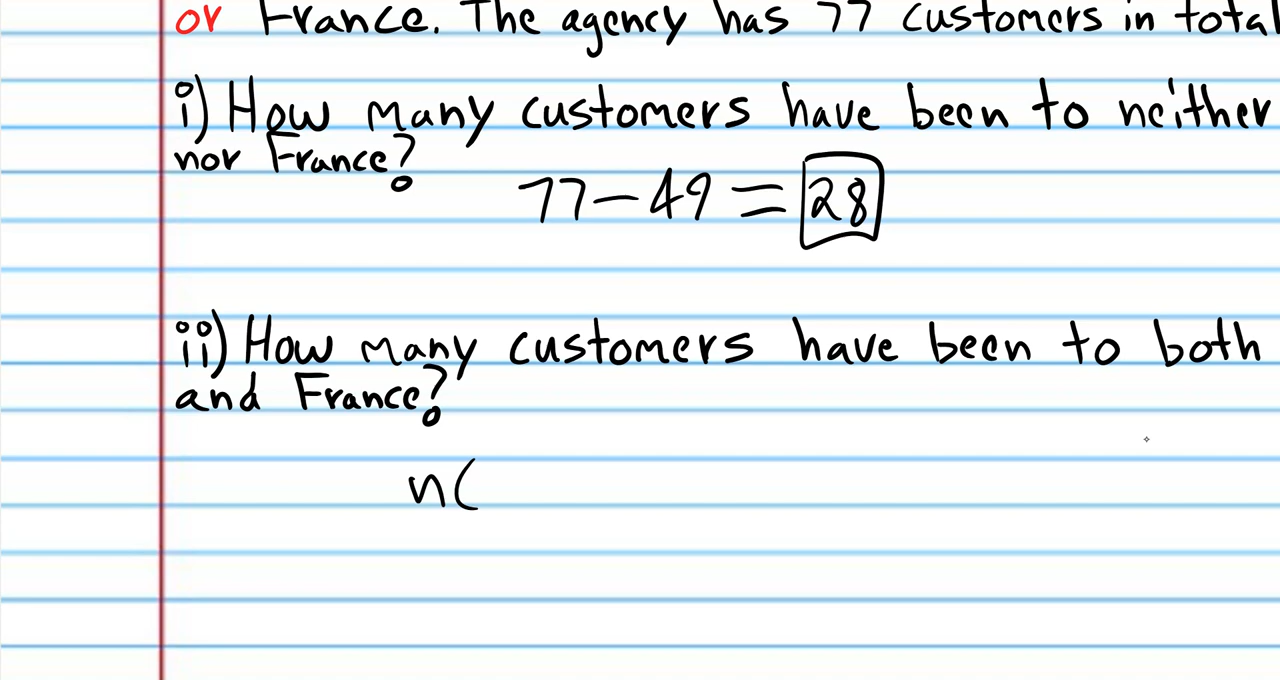 or France. The agency has 77 customers in total
i) How many customers have been to neither
nor France?
77-49=28
ii) How many customers have been to both
and France?
n(